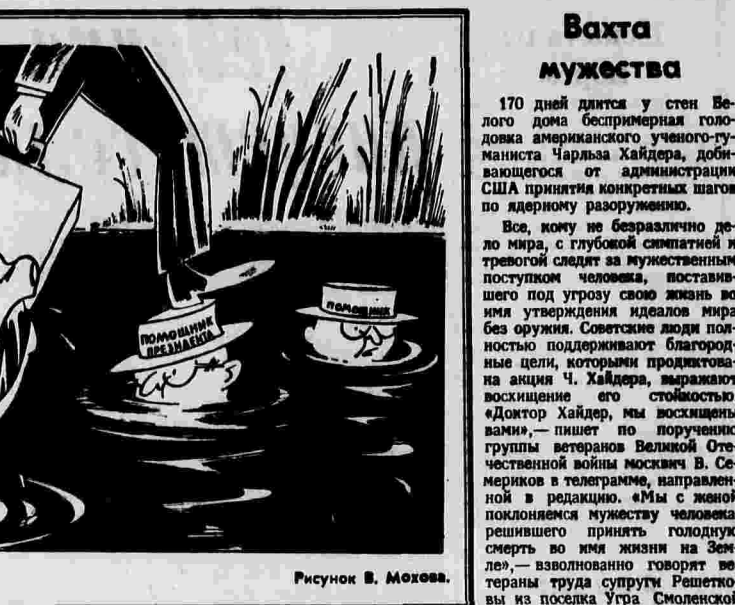 ПОМОЩНИК
ПРЕЗИДЕНТА
ПОМОЩНИК
Рисунок В. Мохова.
Вахта
мужества
170 дней длится у стен Бе-
лого дома беспримерная голо-
довка американского ученого-гу-
маниста Чарльза Хайдера, доби-
вающегося от администрации
США принятия конкретных шагов
по ядерному разоружению.
Все, кому не безразлично де-
ло мира, с глубокой симпатией и
тревогой следят за мужественным
поступком человека, поставив-
шего под угрозу свою жизнь во
имя утверждения идеалов мира
без оружия. Советские люди пол-
ностью поддерживают благород-
ные цели, которыми продиктова-
на акция Ч. Хайдера, выражают
восхищение его стойкостью
«Доктор Хайдер, мы восхищены
вами»,— пишет по поручению
группы ветеранов Великой Оте-
чественной войны москвич В. Се-
мериков в телеграмме, направлен-
ной в редакцию. «Мы с женой
поклоняемся мужеству человека
решившего принять голодную
смерть во имя жизни на Зем-
ле»,— взволнованно говорят ве
тераны труда супруги Решетко-
вы из поселка Угра Смоленской